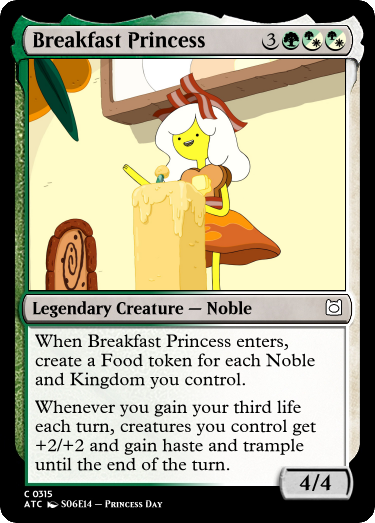 Breakfast Princess 3
Legendary Creature — Noble
When Breakfast Princess enters,
create a Food token for each Noble
and Kingdom you control.
Whenever you gain your third life
each turn, creatures you control get
+2/+2 and gain haste and trample
until the end of the turn.
4/4
C 0315
ATC S06E14 — Princess Day